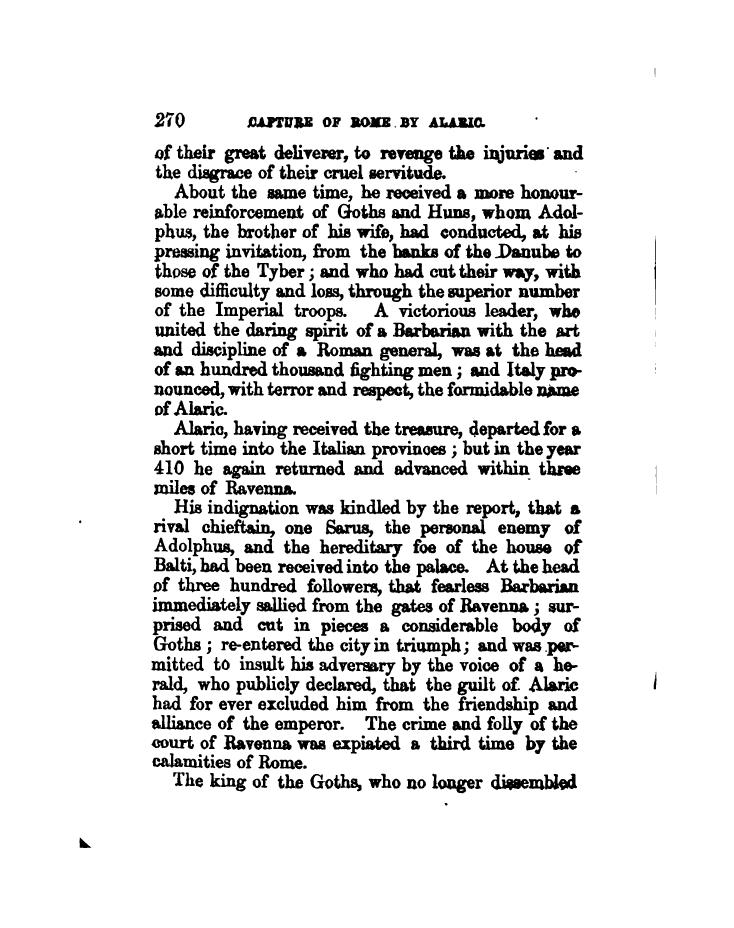 270 CAPTURE OF ROME BY ALARIC.
of their great deliverer, to revenge the injuries and
the disgrace of their cruel servitude.
About the same time, he received a more honour-
able reinforcement of Goths and Huns, whom Adol-
phus, the brother of his wife, had conducted, at his
pressing invitation, from the banks of the Danube to
those of the Tyber ; and who had cut their way, with
some difficulty and loss, through the superior number
of the Imperial troops. A victorious leader, who
united the daring spirit of a Barbarian with the art
and discipline of a Roman general, was at the head
of an hundred thousand fighting men ; and Italy pro-
nounced, with terror and respect, the formidable name
of Alaric.
Alaric, having received the treasure, departed for a
short time into the Italian provinces ; but in the year
410 he again returned and advanced within three
miles of Ravenna.
His indignation was kindled by the report, that a
rival chieftain, one Sarus, the personal enemy of
Adolphus, and the hereditary foe of the house of
Balti, had been received into the palace. At the head
of three hundred followers, that fearless Barbarian
immediately sallied from the gates of Ravenna ; sur-
prised and cut in pieces a considerable body of
Goths ; re-entered the city in triumph ; and was per-
mitted to insult his adversary by the voice of a he-
rald, who publicly declared, that the guilt of Alaric
had for ever excluded him from the friendship and
alliance of the emperor. The crime and folly of the
court of Ravenna was expiated a third time by the
calamities of Rome.
The king of the Goths, who no longer dissembled